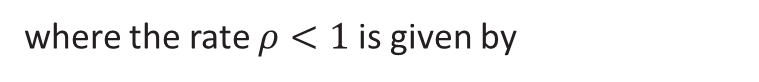 where the rate ρ < 1 is given by